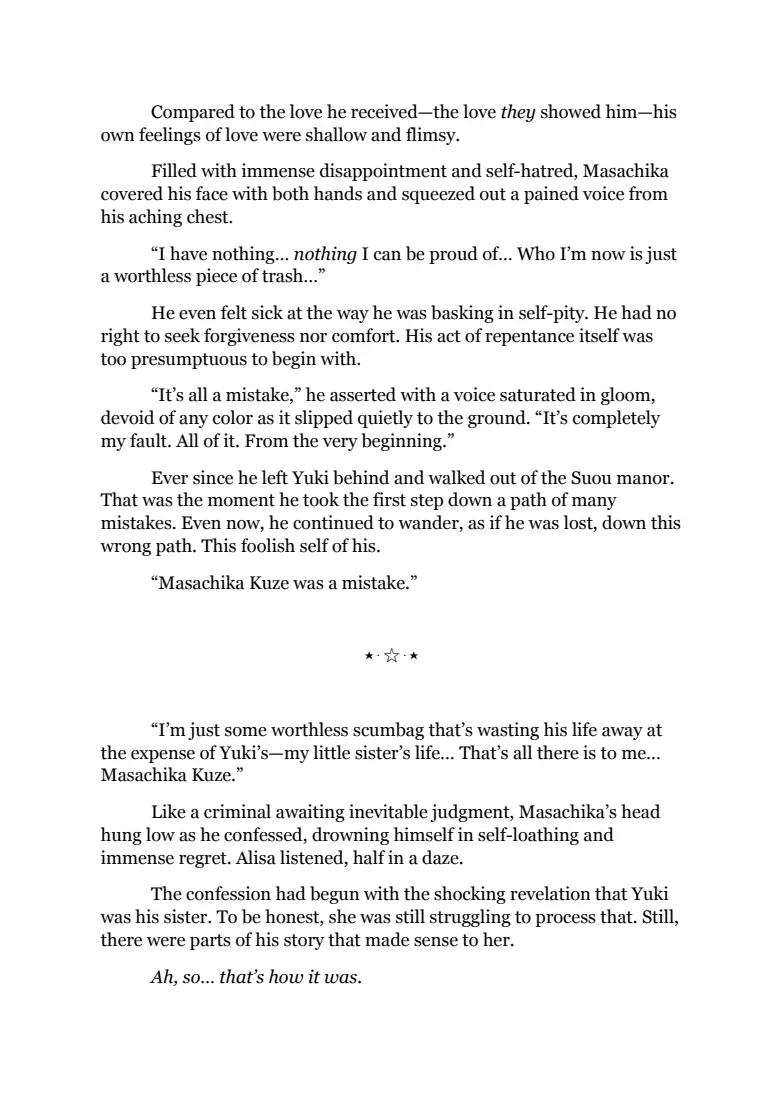 Compared to the love he received—the love they showed him—his
own feelings of love were shallow and flimsy.
Filled with immense disappointment and self-hatred, Masachika
covered his face with both hands and squeezed out a pained voice from
his aching chest.
“I have nothing... nothing I can be proud of... Who I’m now is just
a worthless piece of trash...”
He even felt sick at the way he was basking in self-pity. He had no
right to seek forgiveness nor comfort. His act of repentance itself was
too presumptuous to begin with.
“It’s all a mistake,” he asserted with a voice saturated in gloom,
devoid of any color as it slipped quietly to the ground. “It’s completely
my fault. All of it. From the very beginning.”
Ever since he left Yuki behind and walked out of the Suou manor.
That was the moment he took the first step down a path of many
mistakes. Even now, he continued to wander, as if he was lost, down this
wrong path. This foolish self of his.
“Masachika Kuze was a mistake.”
⋆·☆·⋆
“I’m just some worthless scumbag that’s wasting his life away at
the expense of Yuki’s—my little sister’s life... That’s all there is to me...
Masachika Kuze.”
Like a criminal awaiting inevitable judgment, Masachika’s head
hung low as he confessed, drowning himself in self-loathing and
immense regret. Alisa listened, half in a daze.
The confession had begun with the shocking revelation that Yuki
was his sister. To be honest, she was still struggling to process that. Still,
there were parts of his story that made sense to her.
Ah, so... that’s how it was.